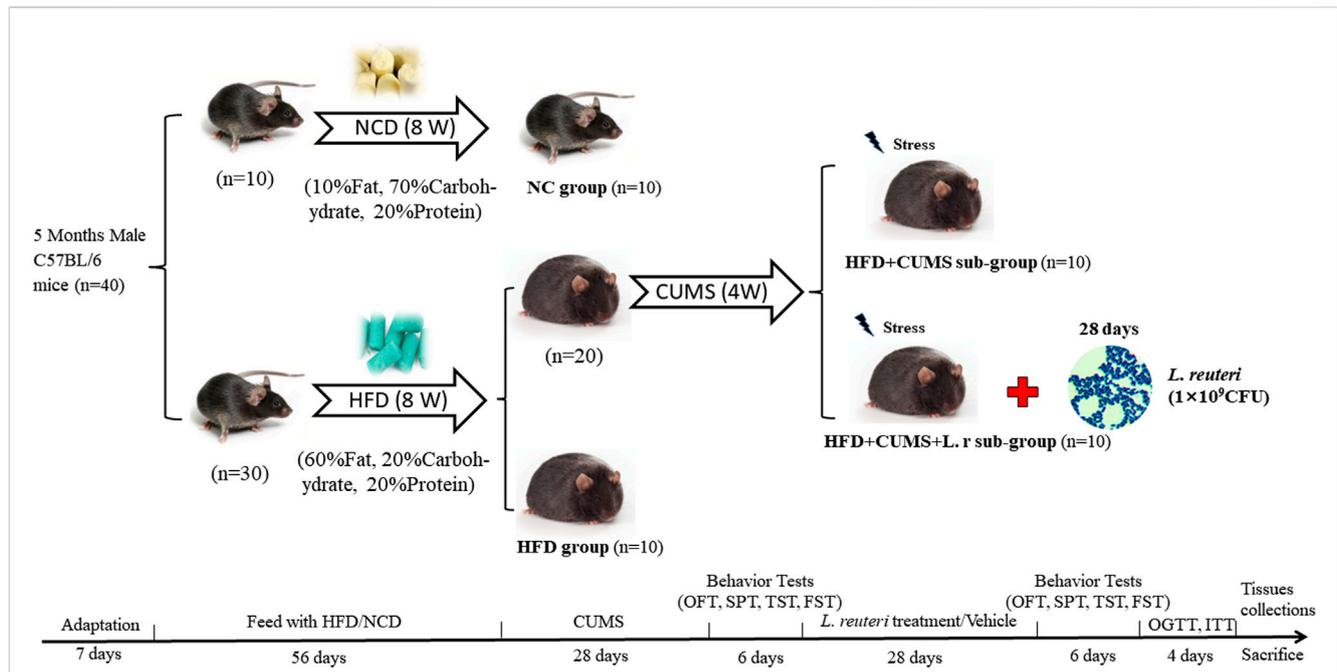 NCD (8 W)
(n=10)
(10%Fat, 70%Carboh-
ydrate, 20%Protein)
NC group (n=10)
5 Months Male
C57BL/6
mice (n=40)
HFD (8 W)
(n=30)
(60%Fat, 20%Carboh-
ydrate, 20%Protein)
(n=20)
HFD group (n=10)
CUMS (4W)
Stress
HFD+CUMS sub-group (n=10)
Stress
28 days
L. reuteri
(1×10⁹CFU)
HFD+CUMS+L. r sub-group (n=10)
Adaptation
7 days
Feed with HFD/NCD
56 days
CUMS
28 days
Behavior Tests
(OFT, SPT, TST, FST)
6 days
L. reuteri treatment/Vehicle
28 days
Behavior Tests
(OFT, SPT, TST, FST)
6 days
OGTT, ITT
4 days
Tissues
collections
Sacrifice